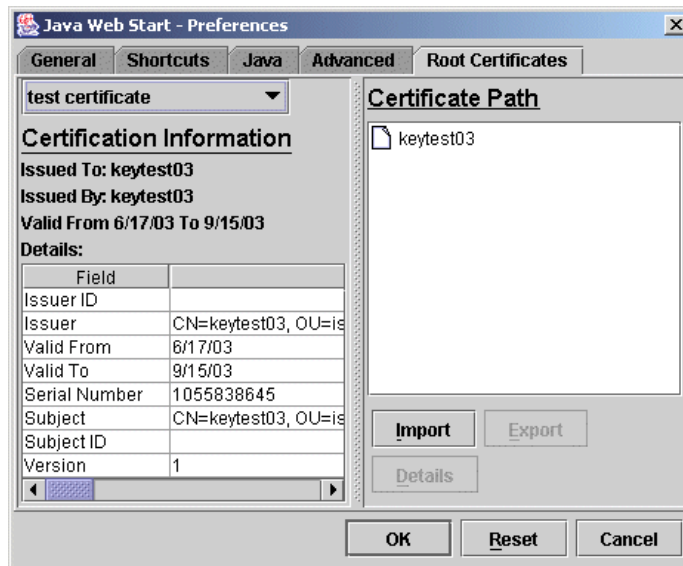 Java Web Start - Preferences
General Shortcuts Java Advanced Root Certificates
test certificate
Certification Information
Issued To: keytest03
Issued By: keytest03
Valid From 6/17/03 To 9/15/03
Details:
Field
Issuer ID
Issuer CN=keytest03, OU=is
Valid From 6/17/03
Valid To 9/15/03
Serial Number 1055838645
Subject CN=keytest03, OU=is
Subject ID
Version 1
Certificate Path
keytest03
Import Export
Details
OK Reset Cancel